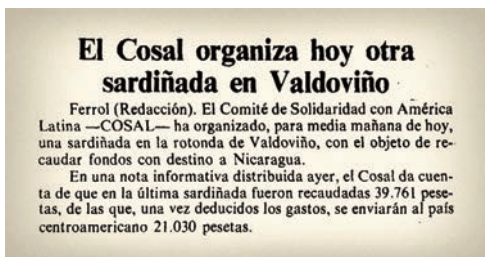 El Cosal organiza hoy otra
sardiñada en Valdoviño
Ferrol (Redacción). El Comité de Solidaridad con América
Latina —COSAL— ha organizado, para media mañana de hoy,
una sardiñada en la rotonda de Valdoviño, con el objeto de re-
caudar fondos con destino a Nicaragua.
En una nota informativa distribuida ayer, el Cosal da cuen-
ta de que en la última sardiñada fueron recaudadas 39.761 pese-
tas, de las que, una vez deducidos los gastos, se enviarán al país
centroamericano 21.030 pesetas.